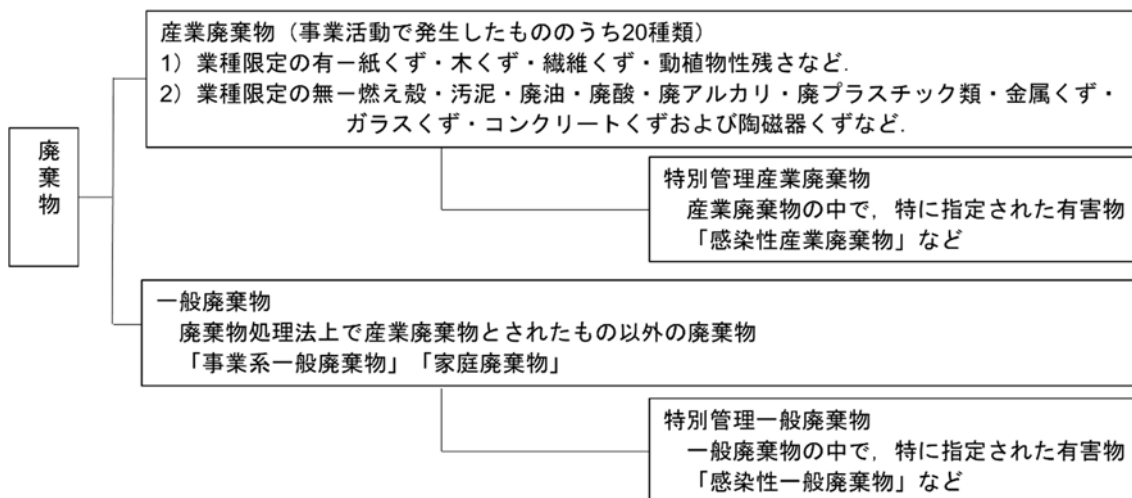 産業廃棄物（事業活動で発生したもののうち20種類）
1）業種限定の有ー紙くず・木くず・繊維くず・動植物性残さなど.
2）業種限定の無ー燃え殻・汚泥・廃油・廃酸・廃アルカリ・廃プラスチック類・金属くず・
ガラスくず・コンクリートくずおよび陶磁器くずなど.
廃棄物
特別管理産業廃棄物
産業廃棄物の中で，特に指定された有害物
「感染性産業廃棄物」など
一般廃棄物
廃棄物処理法上で産業廃棄物とされたもの以外の廃棄物
「事業系一般廃棄物」「家庭廃棄物」
特別管理一般廃棄物
一般廃棄物の中で，特に指定された有害物
「感染性一般廃棄物」など